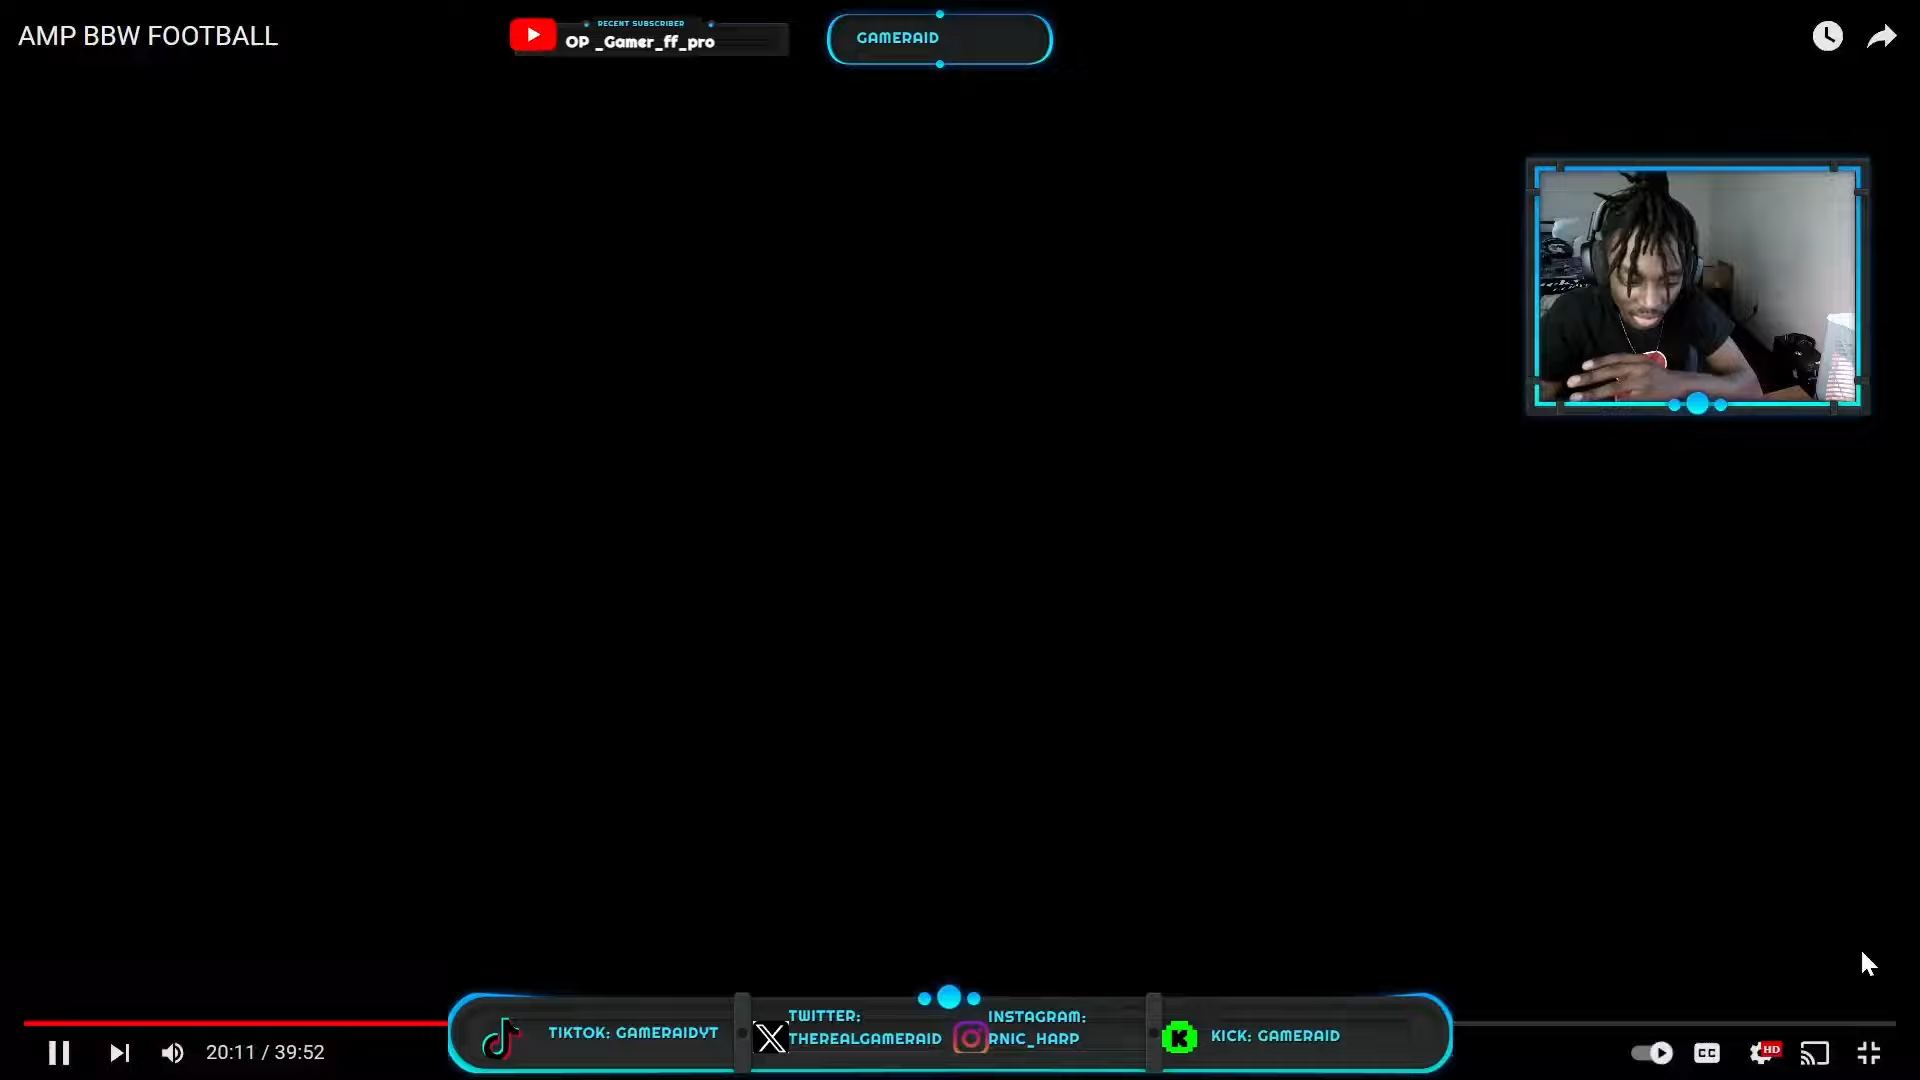 AMP BBW FOOTBALL
RECENT SUBSCRIBER
OP _Gamer_ff_pro
GAMERAID
TIKTOK: GAMERAIDYT
TWITTER:
THEREALGAMERAID
INSTAGRAM:
RNIC_HARP
KICK: GAMERAID
20:11 / 39:52
CC
HD